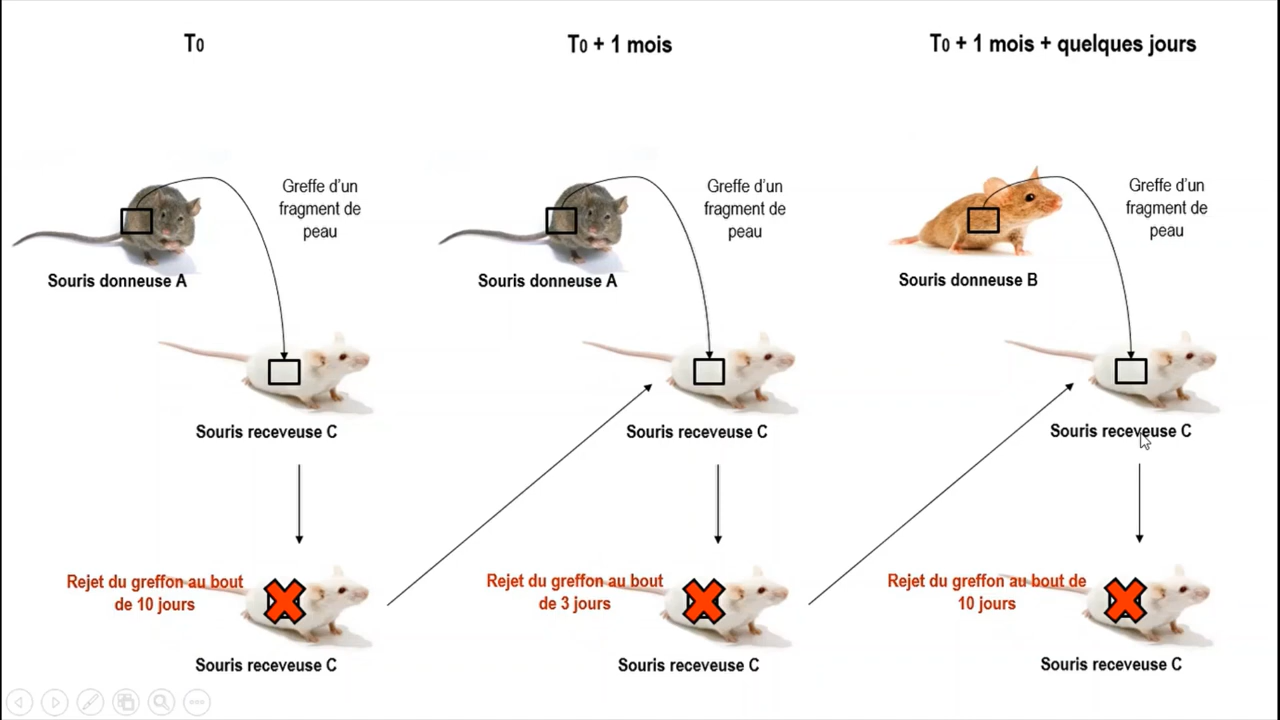 T0
T0 + 1 mois
T0 + 1 mois + quelques jours
Greffe d'un
fragment de
peau
Souris donneuse A
Souris receveuse C
Rejet du greffon au bout
de 10 jours
Souris receveuse C
Greffe d'un
fragment de
peau
Souris donneuse A
Souris receveuse C
Rejet du greffon au bout
de 3 jours
Souris receveuse C
Greffe d'un
fragment de
peau
Souris donneuse B
Souris receveuse C
Rejet du greffon au bout de
10 jours
Souris receveuse C